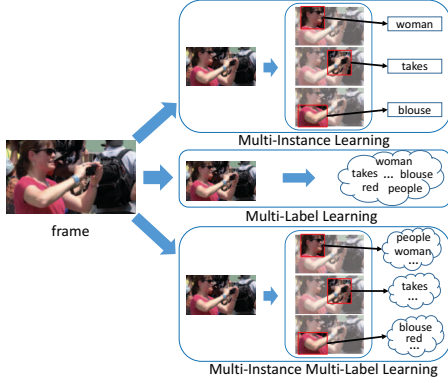 woman
takes
blouse
Multi-Instance Learning
woman
takes ... blouse
red people
Multi-Label Learning
frame
people
woman
...
takes
...
blouse
red
...
Multi-Instance Multi-Label Learning